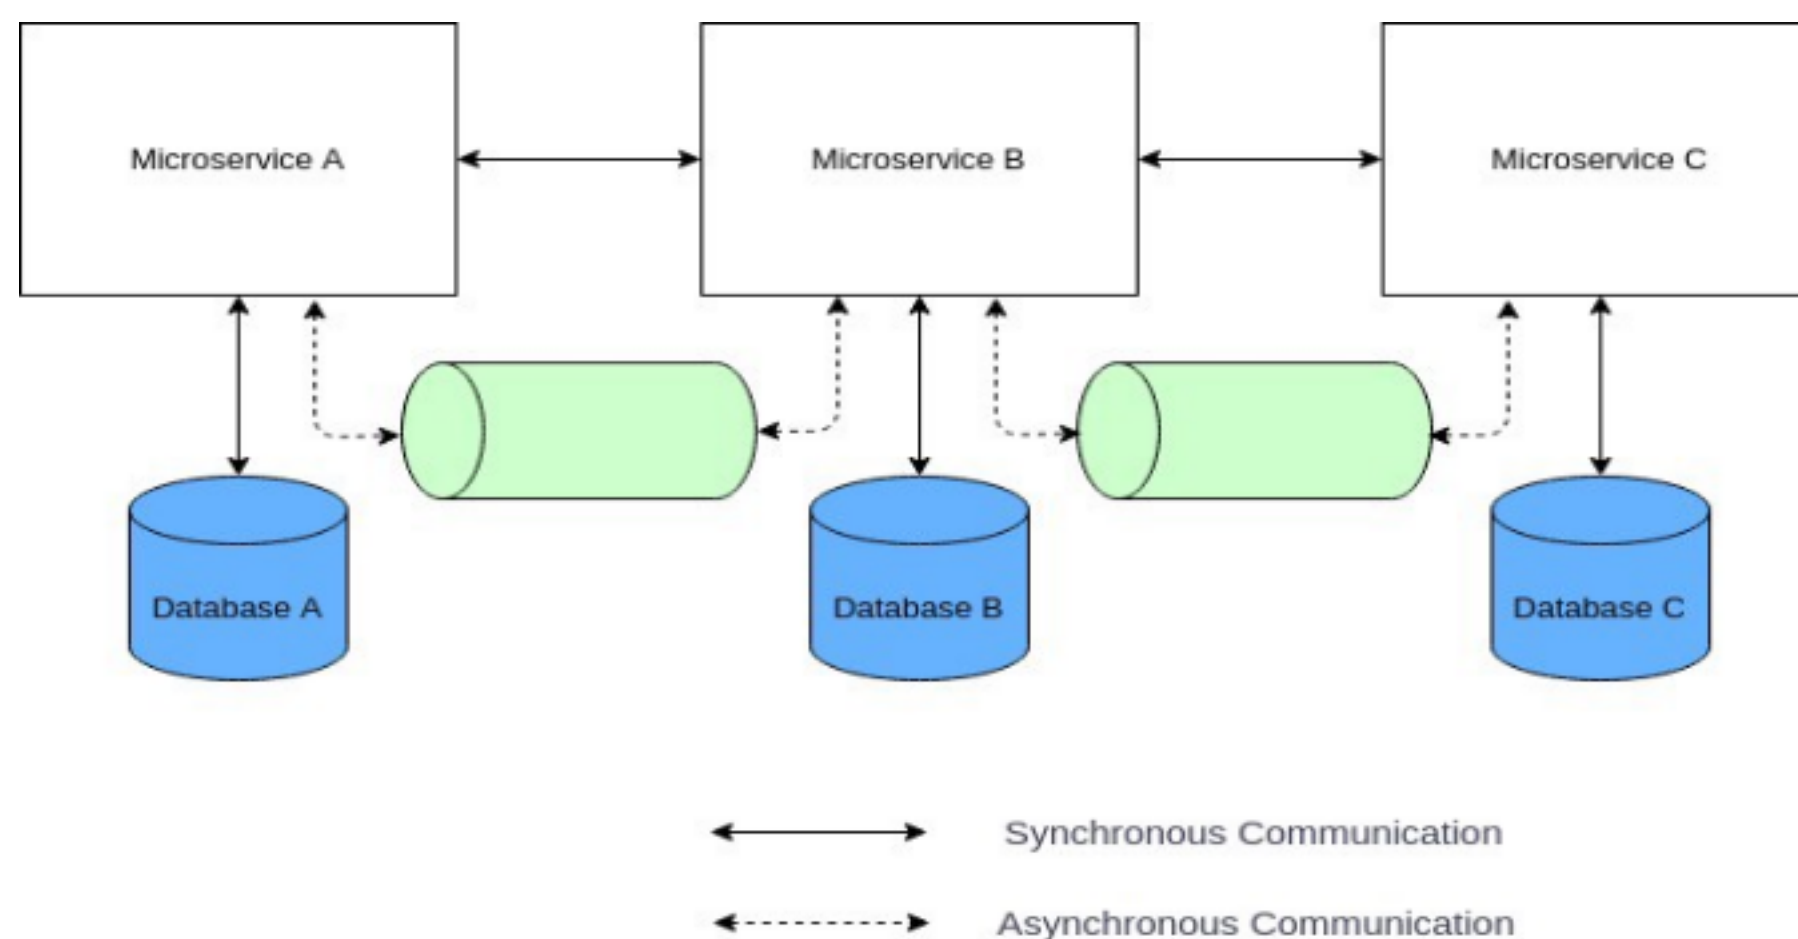 Microservice A
Microservice B
Microservice C
Database A
Database B
Database C
Synchronous Communication
Asynchronous Communication